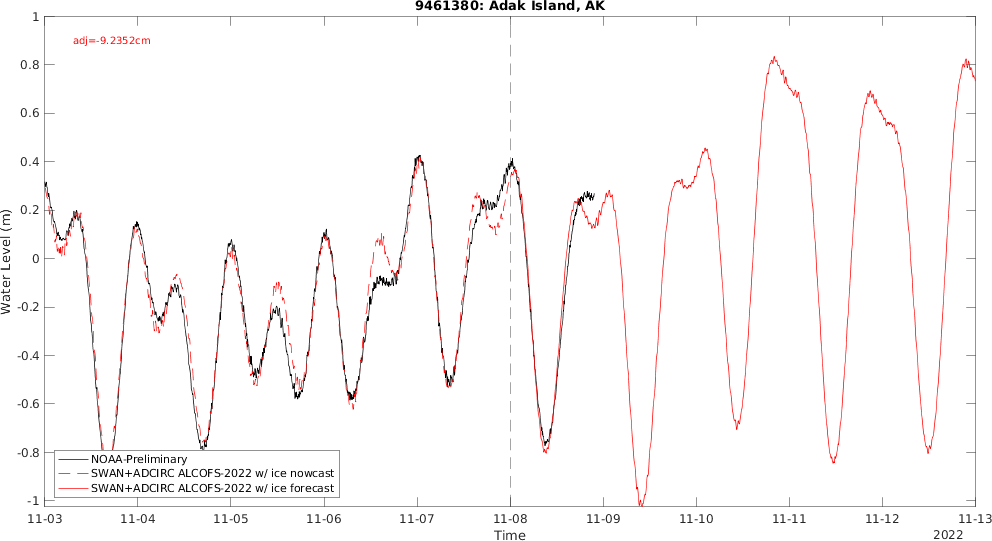 9461380: Adak Island, AK
adj=-9.2352cm
Water Level (m)
1
0.8
0.6
0.4
0.2
0
-0.2
-0.4
-0.6
-0.8
-1
NOAA-Preliminary
SWAN+ADCIRC ALCOFS-2022 w/ ice nowcast
SWAN+ADCIRC ALCOFS-2022 w/ ice forecast
11-03 11-04 11-05 11-06 11-07 11-08 11-09 11-10 11-11 11-12 11-13
Time
2022